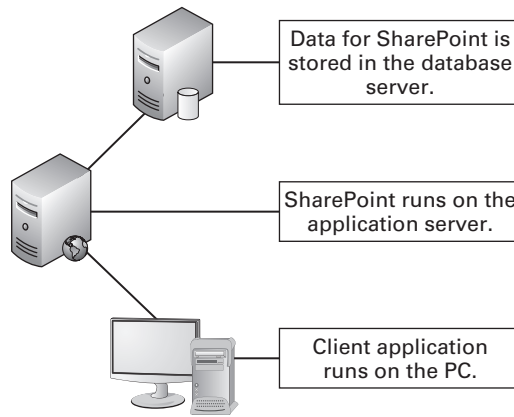 Data for SharePoint is
stored in the database
server.
SharePoint runs on the
application server.
Client application
runs on the PC.